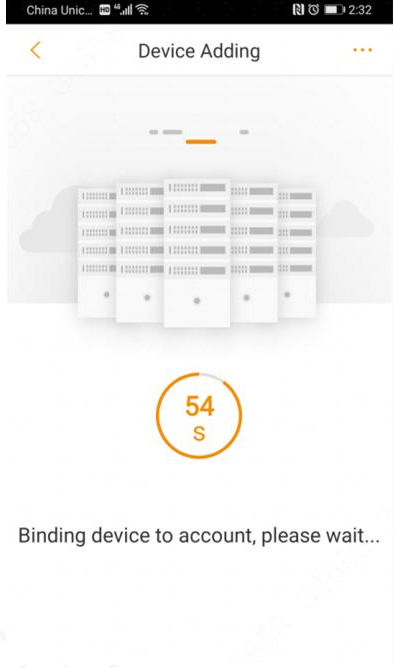 China Unic... HD 4G 2:32
Device Adding
54
S
Binding device to account, please wait...